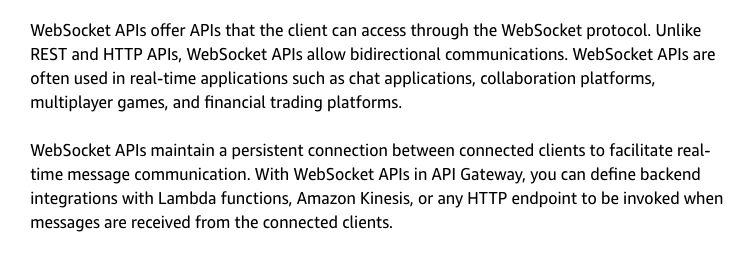 WebSocket APIs offer APIs that the client can access through the WebSocket protocol. Unlike
REST and HTTP APIs, WebSocket APIs allow bidirectional communications. WebSocket APIs are
often used in real-time applications such as chat applications, collaboration platforms,
multiplayer games, and financial trading platforms.
WebSocket APIs maintain a persistent connection between connected clients to facilitate real-
time message communication. With WebSocket APIs in API Gateway, you can define backend
integrations with Lambda functions, Amazon Kinesis, or any HTTP endpoint to be invoked when
messages are received from the connected clients.